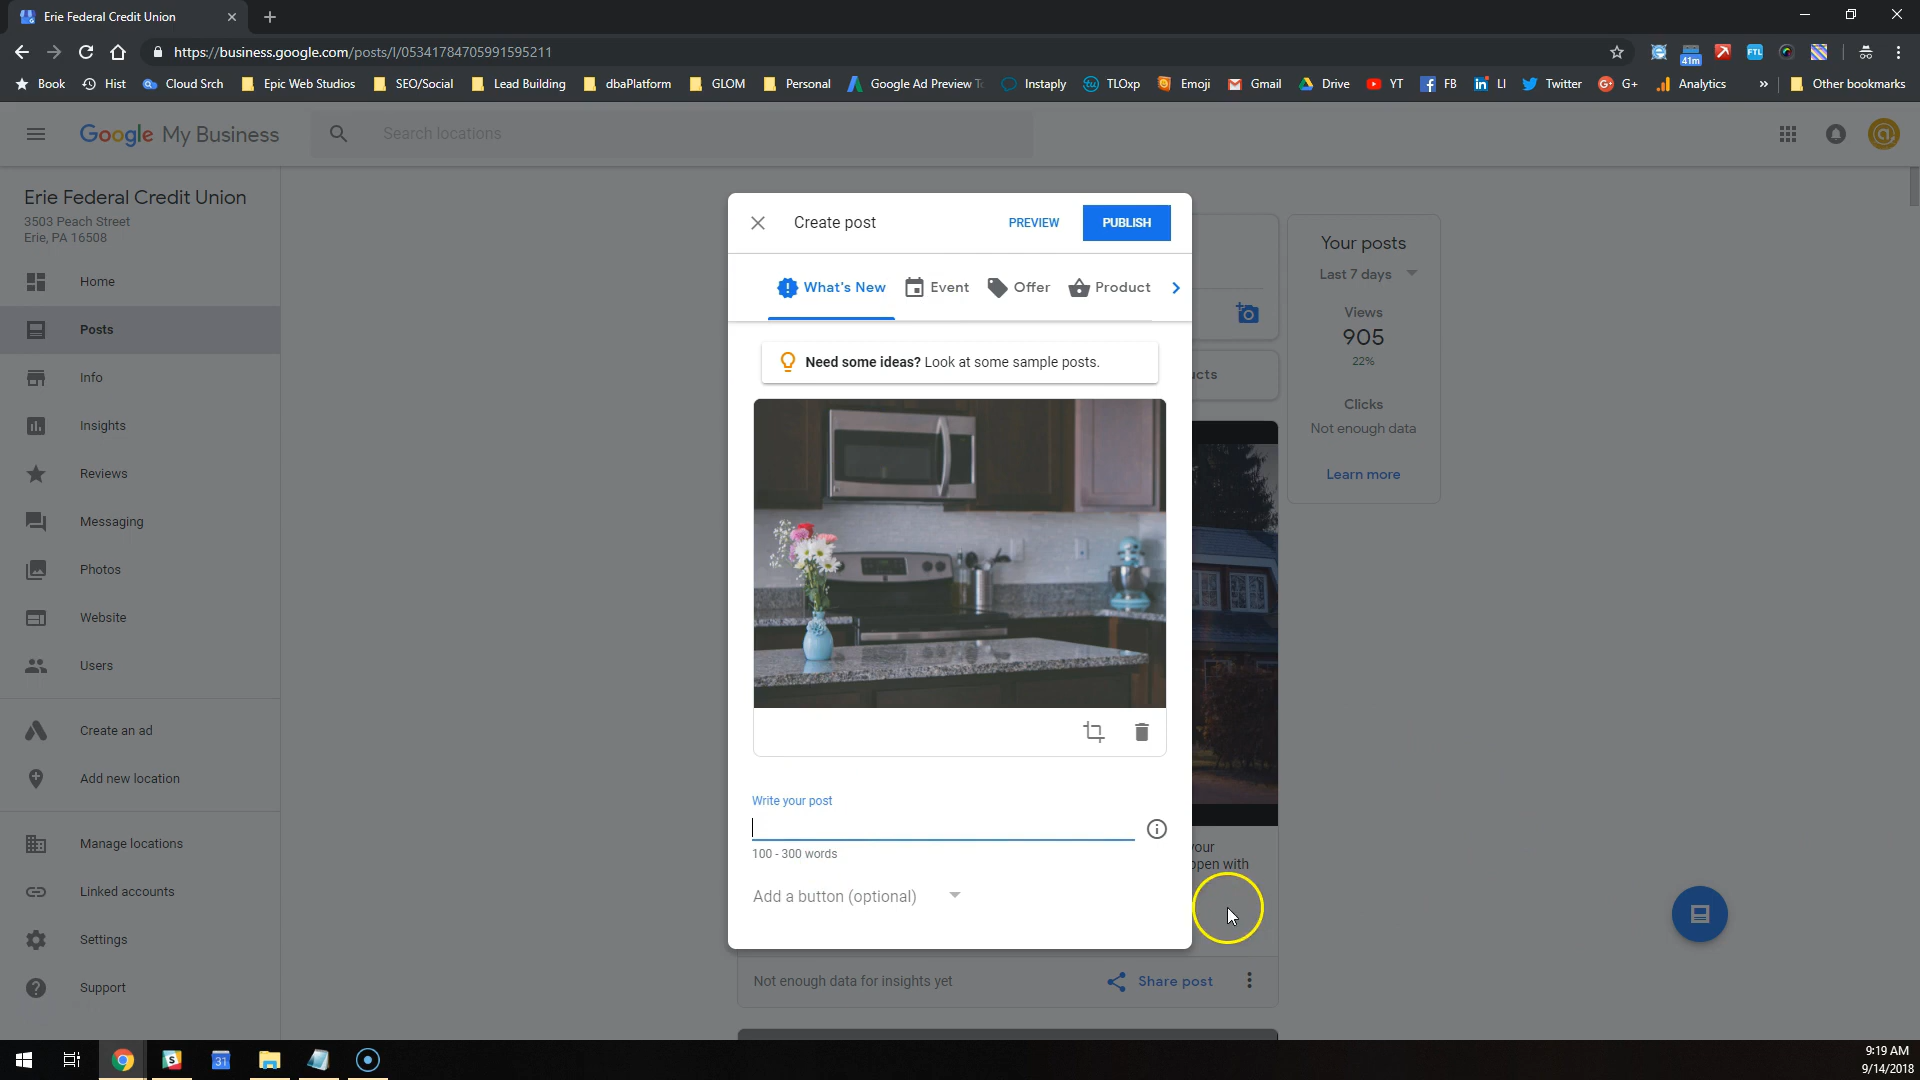 Erie Federal Credit Union
https://business.google.com/posts/l/05341784705991595211
41m
FTL
Book
Hist
Cloud Srch
Epic Web Studios
SEO/Social
Lead Building
dbaPlatform
GLOM
Personal
Google Ad Preview
Instaply
TLOxp
Emoji
Gmail
Drive
YT
FB
LI
Twitter
G+
Analytics
»
Other bookmarks
Google My Business
Search locations
Erie Federal Credit Union
3503 Peach Street
Erie, PA 16508
Home
Posts
Info
Insights
Reviews
Messaging
Photos
Website
Users
Create an ad
Add new location
Manage locations
Linked accounts
Settings
Support
Create post
PREVIEW
PUBLISH
What's New
Event
Offer
Product
Need some ideas? Look at some sample posts.
Write your post
100 - 300 words
Add a button (optional)
Your posts
Last 7 days
Views
905
22%
Clicks
Not enough data
Learn more
your
open with
Not enough data for insights yet
Share post
31
9:19 AM
9/14/2018